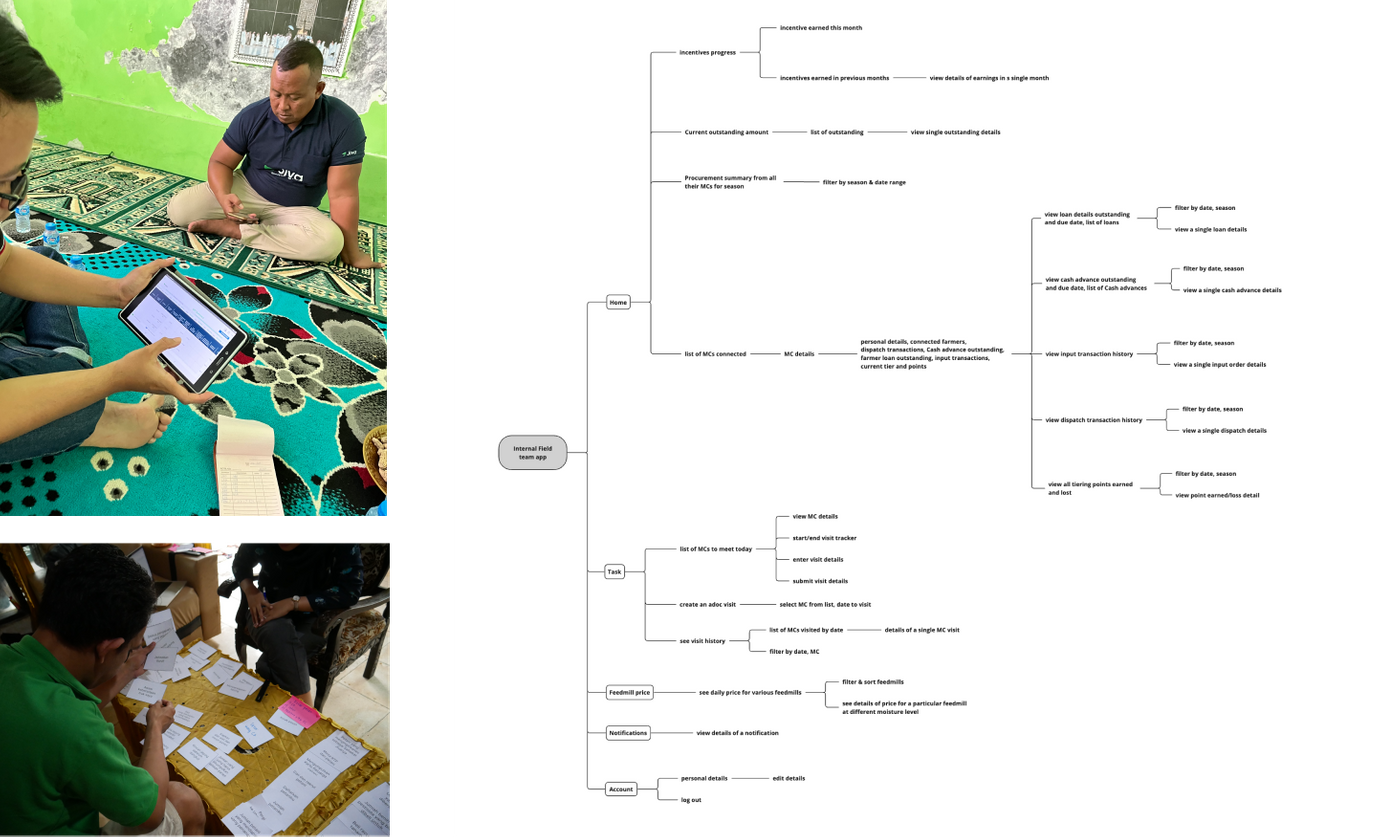 Jiva
Jiva
Internal Field
team app
Home
incentives progress
incentive earned this month
incentives earned in previous months
view details of earnings in s single month
Current outstanding amount
list of outstanding
view single outstanding details
Procurement summary from all
their MCs for season
filter by season & date range
list of MCs connected
MC details
personal details, connected farmers,
dispatch transactions, Cash advance outstanding,
farmer loan outstanding, input transactions,
current tier and points
view loan details outstanding
and due date, list of loans
filter by date, season
view a single loan details
view cash advance outstanding
and due date, list of Cash advances
filter by date, season
view a single cash advance details
view input transaction history
filter by date, season
view a single input order details
view dispatch transaction history
filter by date, season
view a single dispatch details
view all tiering points earned
and lost
filter by date, season
view point earned/loss detail
Task
list of MCs to meet today
view MC details
start/end visit tracker
enter visit details
submit visit details
create an adoc visit
select MC from list, date to visit
see visit history
list of MCs visited by date
details of a single MC visit
filter by date, MC
Feedmill price
see daily price for various feedmills
filter & sort feedmills
see details of price for a particular feedmill
at different moisture level
Notifications
view details of a notification
Account
personal details
edit details
log out